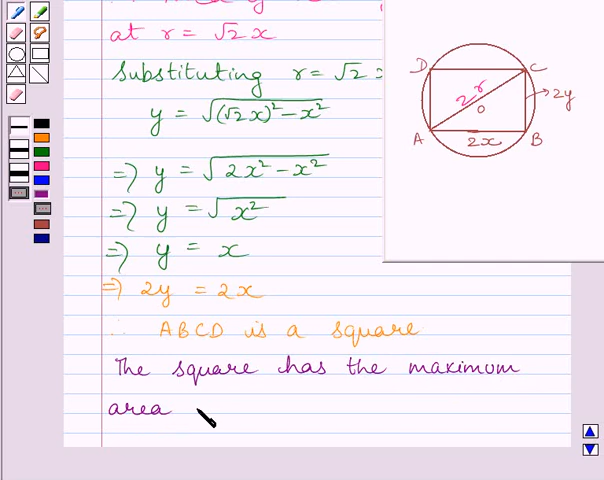 at r = √2 x
Substituting r = √2 =
y = √(√2x)² - x²
⇒ y = √2x² - x²
⇒ y = √x²
⇒ y = x
⇒ 2y = 2x
∴ ABCD is a square
The square has the maximum
area
D
C
2r
O
2y
A
2x
B